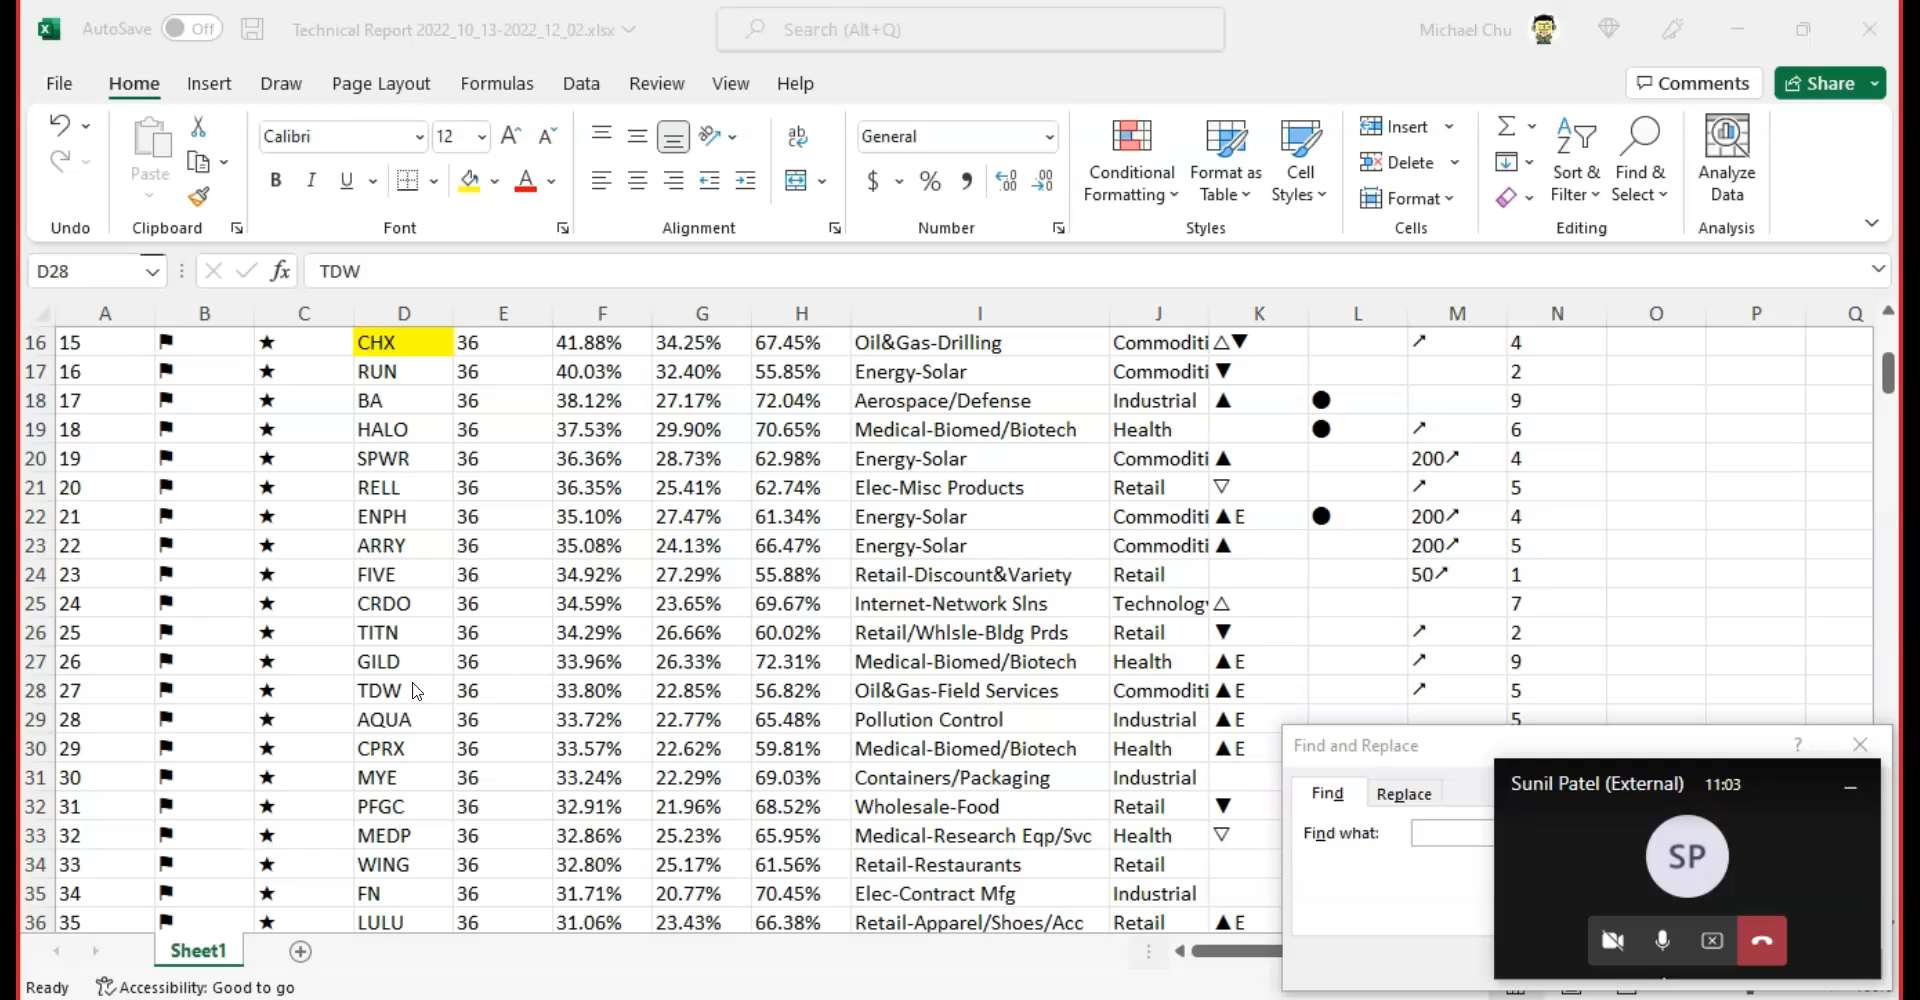 AutoSave Off Technical Report 2022_10_13-2022_12_02.xlsx Search (Alt+Q) Michael Chu
File Home Insert Draw Page Layout Formulas Data Review View Help Comments Share
Paste Calibri 12 General Conditional Formatting Format as Table Cell Styles Insert Delete Format Sort & Filter Find & Select Analyze Data
Undo Clipboard Font Alignment Number Styles Cells Editing Analysis
D28 fx TDW
A B C D E F G H I J K L M N O P Q
16 15 ⚑ ★ CHX 36 41.88% 34.25% 67.45% Oil&Gas-Drilling Commoditi △▼ ↗ 4
17 16 ⚑ ★ RUN 36 40.03% 32.40% 55.85% Energy-Solar Commoditi ▼ 2
18 17 ⚑ ★ BA 36 38.12% 27.17% 72.04% Aerospace/Defense Industrial ▲ ● 9
19 18 ⚑ ★ HALO 36 37.53% 29.90% 70.65% Medical-Biomed/Biotech Health ● ↗ 6
20 19 ⚑ ★ SPWR 36 36.36% 28.73% 62.98% Energy-Solar Commoditi ▲ 200↗ 4
21 20 ⚑ ★ RELL 36 36.35% 25.41% 62.74% Elec-Misc Products Retail ▽ ↗ 5
22 21 ⚑ ★ ENPH 36 35.10% 27.47% 61.34% Energy-Solar Commoditi ▲ E ● 200↗ 4
23 22 ⚑ ★ ARRY 36 35.08% 24.13% 66.47% Energy-Solar Commoditi ▲ 200↗ 5
24 23 ⚑ ★ FIVE 36 34.92% 27.29% 55.88% Retail-Discount&Variety Retail 50↗ 1
25 24 ⚑ ★ CRDO 36 34.59% 23.65% 69.67% Internet-Network Slns Technolog △ 7
26 25 ⚑ ★ TITN 36 34.29% 26.66% 60.02% Retail/Whlsle-Bldg Prds Retail ▼ ↗ 2
27 26 ⚑ ★ GILD 36 33.96% 26.33% 72.31% Medical-Biomed/Biotech Health ▲ E ↗ 9
28 27 ⚑ ★ TDW 36 33.80% 22.85% 56.82% Oil&Gas-Field Services Commoditi ▲ E ↗ 5
29 28 ⚑ ★ AQUA 36 33.72% 22.77% 65.48% Pollution Control Industrial ▲ E 5
30 29 ⚑ ★ CPRX 36 33.57% 22.62% 59.81% Medical-Biomed/Biotech Health ▲ E
31 30 ⚑ ★ MYE 36 33.24% 22.29% 69.03% Containers/Packaging Industrial
32 31 ⚑ ★ PFGC 36 32.91% 21.96% 68.52% Wholesale-Food Retail ▼
33 32 ⚑ ★ MEDP 36 32.86% 25.23% 65.95% Medical-Research Eqp/Svc Health ▽
34 33 ⚑ ★ WING 36 32.80% 25.17% 61.56% Retail-Restaurants Retail
35 34 ⚑ ★ FN 36 31.71% 20.77% 70.45% Elec-Contract Mfg Industrial
36 35 ⚑ ★ LULU 36 31.06% 23.43% 66.38% Retail-Apparel/Shoes/Acc Retail ▲ E
Find and Replace
Find Replace
Find what:
Sunil Patel (External) 11:03
SP
Sheet1
Ready Accessibility: Good to go